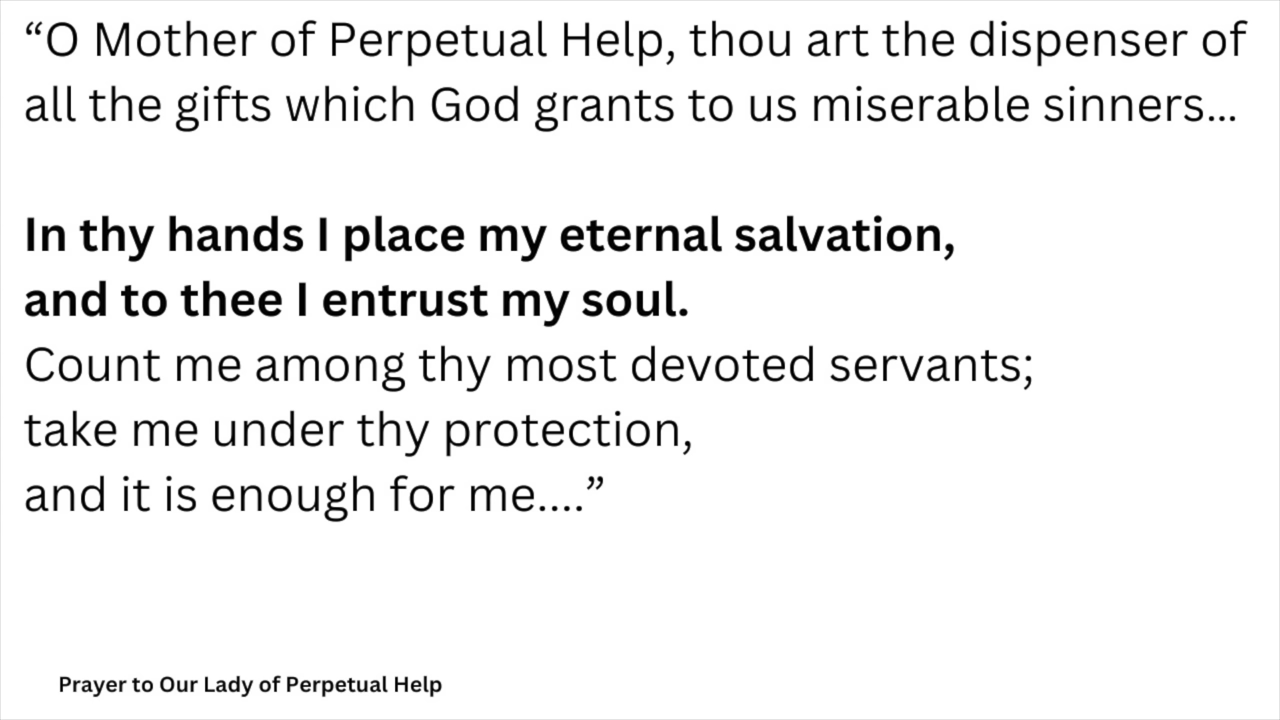 “O Mother of Perpetual Help, thou art the dispenser of
all the gifts which God grants to us miserable sinners...
In thy hands I place my eternal salvation,
and to thee I entrust my soul.
Count me among thy most devoted servants;
take me under thy protection,
and it is enough for me....”
Prayer to Our Lady of Perpetual Help